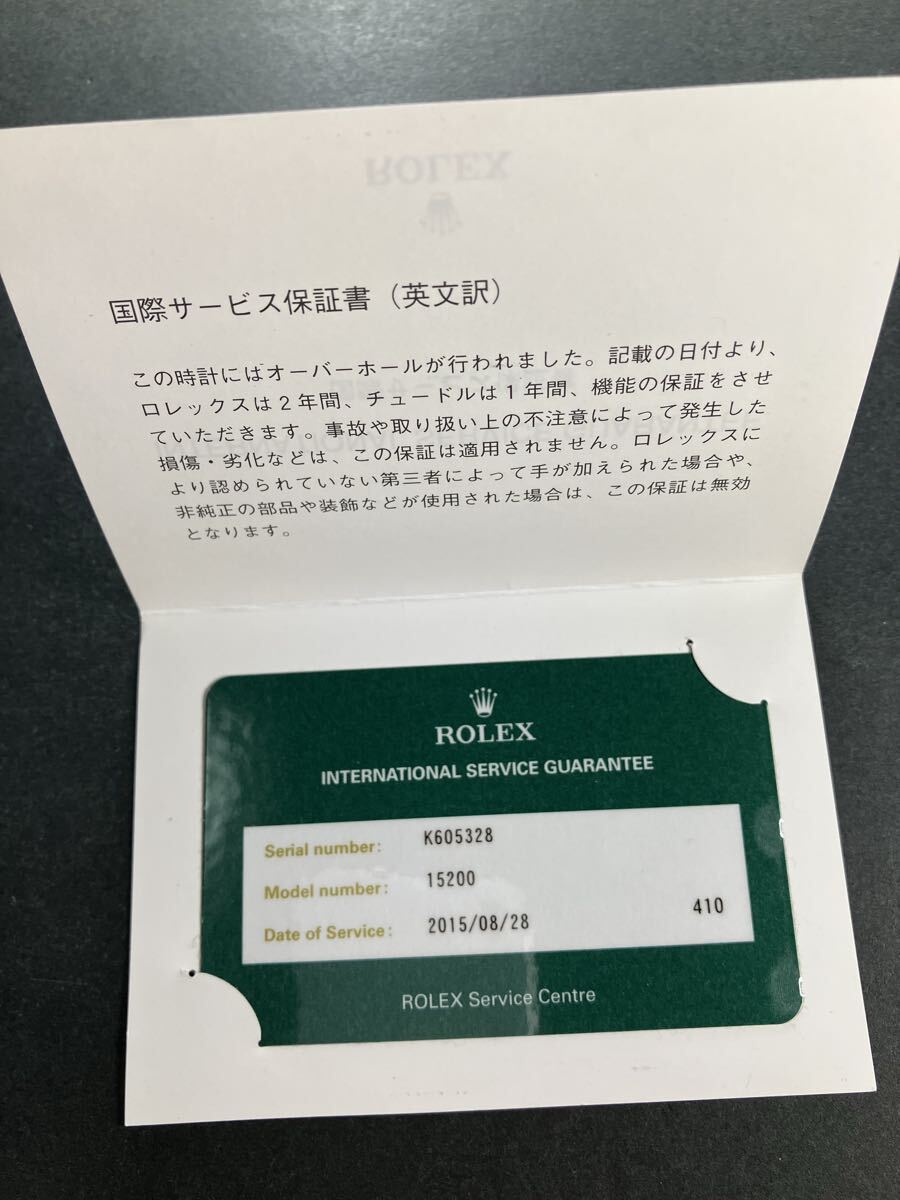 ROLEX
国際サービス保証書（英文訳）
この時計にはオーバーホールが行われました。記載の日付より、
ロレックスは2年間、チュードルは1年間、機能の保証をさせ
ていただきます。事故や取り扱い上の不注意によって発生した
損傷・劣化などは、この保証は適用されません。ロレックスに
より認められていない第三者によって手が加えられた場合や、
非純正の部品や装飾などが使用された場合は、この保証は無効
となります。
ROLEX
INTERNATIONAL SERVICE GUARANTEE
Serial number: K605328
Model number: 15200
Date of Service: 2015/08/28 410
ROLEX Service Centre